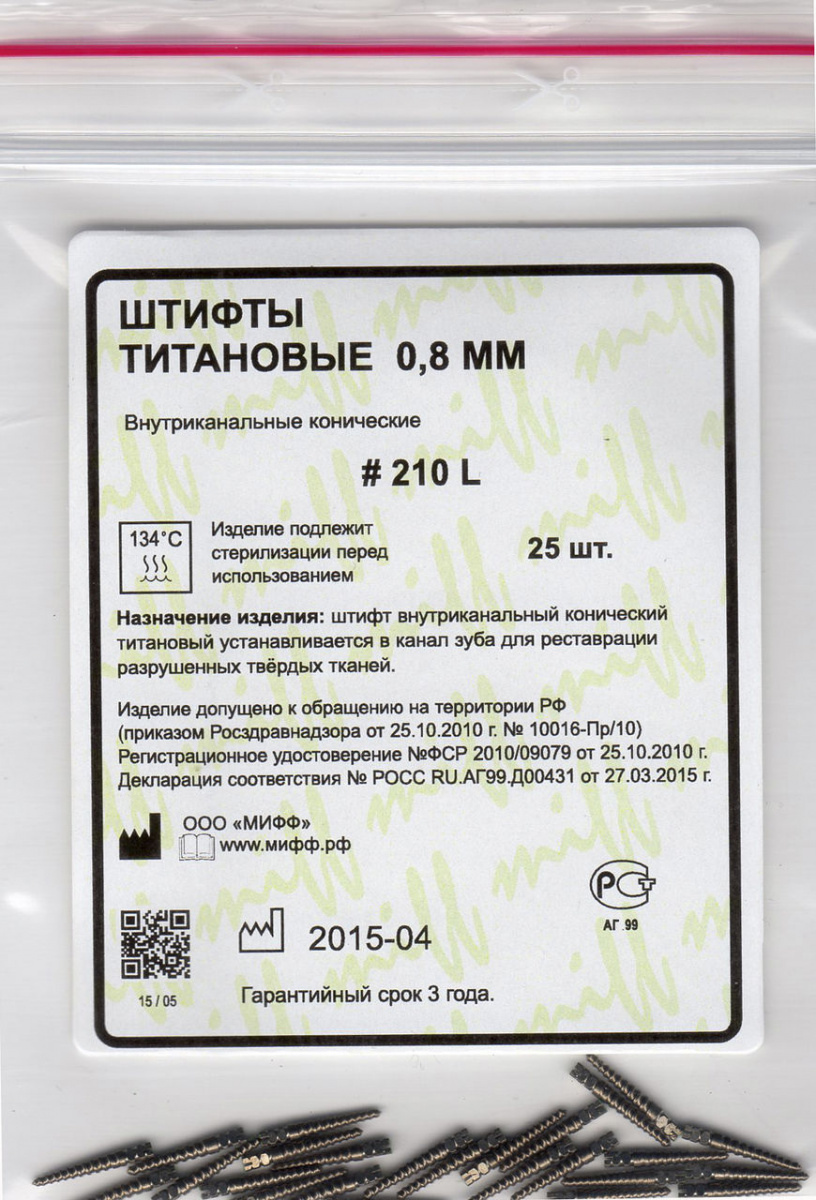 ШТИФТЫ
ТИТАНОВЫЕ 0,8 ММ
Внутриканальные конические
# 210 L
134°C
Изделие подлежит
стерилизации перед
использованием
25 шт.
Назначение изделия: штифт внутриканальный конический
титановый устанавливается в канал зуба для реставрации
разрушенных твёрдых тканей.
Изделие допущено к обращению на территории РФ
(приказом Росздравнадзора от 25.10.2010 г. № 10016-Пр/10)
Регистрационное удостоверение №ФСР 2010/09079 от 25.10.2010 г.
Декларация соответствия № РОСС RU.АГ99.Д00431 от 27.03.2015 г.
ООО «МИФФ»
www.мифф.рф
РСТ
АГ 99
2015-04
15 / 05
Гарантийный срок 3 года.